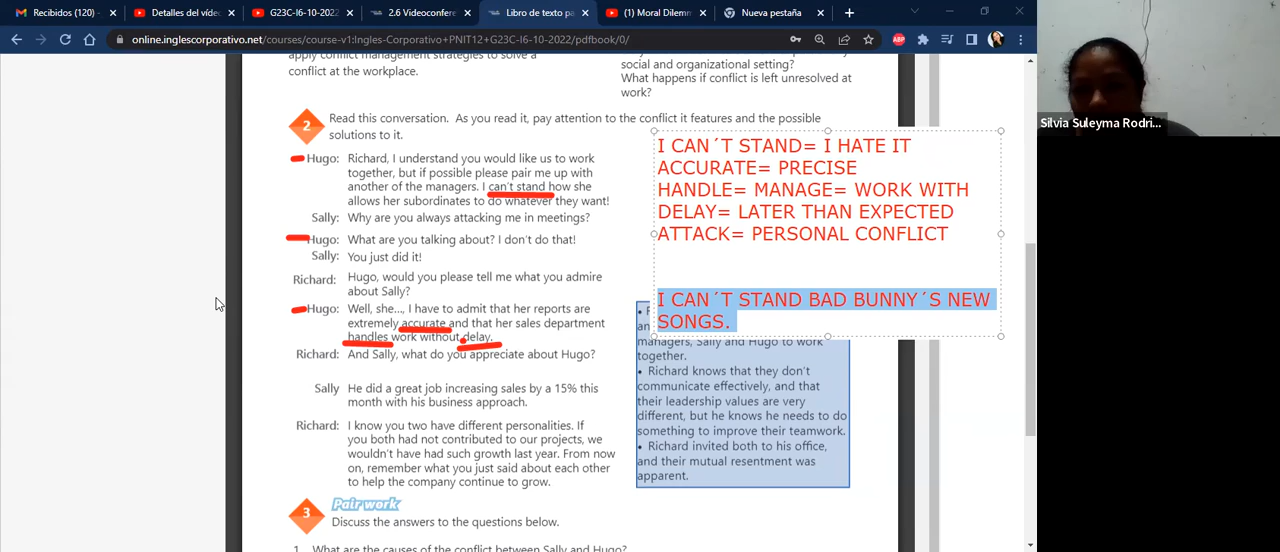 Recibidos (120) -
Detalles del víde
G23C-I6-10-2022
2.6 Videoconfere
Libro de texto pa
(1) Moral Dilemm
Nueva pestaña
online.inglescorporativo.net/courses/course-v1:Ingles-Corporativo+PNIT12+G23C-I6-10-2022/pdfbook/0/
apply conflict management strategies to solve a
conflict at the workplace.
social and organizational setting?
What happens if conflict is left unresolved at
work?
2
Read this conversation. As you read it, pay attention to the conflict it features and the possible
solutions to it.
Hugo: Richard, I understand you would like us to work
together, but if possible please pair me up with
another of the managers. I can't stand how she
allows her subordinates to do whatever they want!
Sally: Why are you always attacking me in meetings?
Hugo: What are you talking about? I don't do that!
Sally: You just did it!
Richard: Hugo, would you please tell me what you admire
about Sally?
Hugo: Well, she..., I have to admit that her reports are
extremely accurate and that her sales department
handles work without delay.
Richard: And Sally, what do you appreciate about Hugo?
Sally He did a great job increasing sales by a 15% this
month with his business approach.
Richard: I know you two have different personalities. If
you both had not contributed to our projects, we
wouldn't have had such growth last year. From now
on, remember what you just said about each other
to help the company continue to grow.
I CAN´T STAND= I HATE IT
ACCURATE= PRECISE
HANDLE= MANAGE= WORK WITH
DELAY= LATER THAN EXPECTED
ATTACK= PERSONAL CONFLICT
I CAN´T STAND BAD BUNNY´S NEW
SONGS.
managers, Sally and Hugo to work
together.
• Richard knows that they don't
communicate effectively, and that
their leadership values are very
different, but he knows he needs to do
something to improve their teamwork.
• Richard invited both to his office,
and their mutual resentment was
apparent.
3
Pair work
Discuss the answers to the questions below.
1. What are the causes of the conflict between Sally and Hugo?
Silvia Suleyma Rodri...